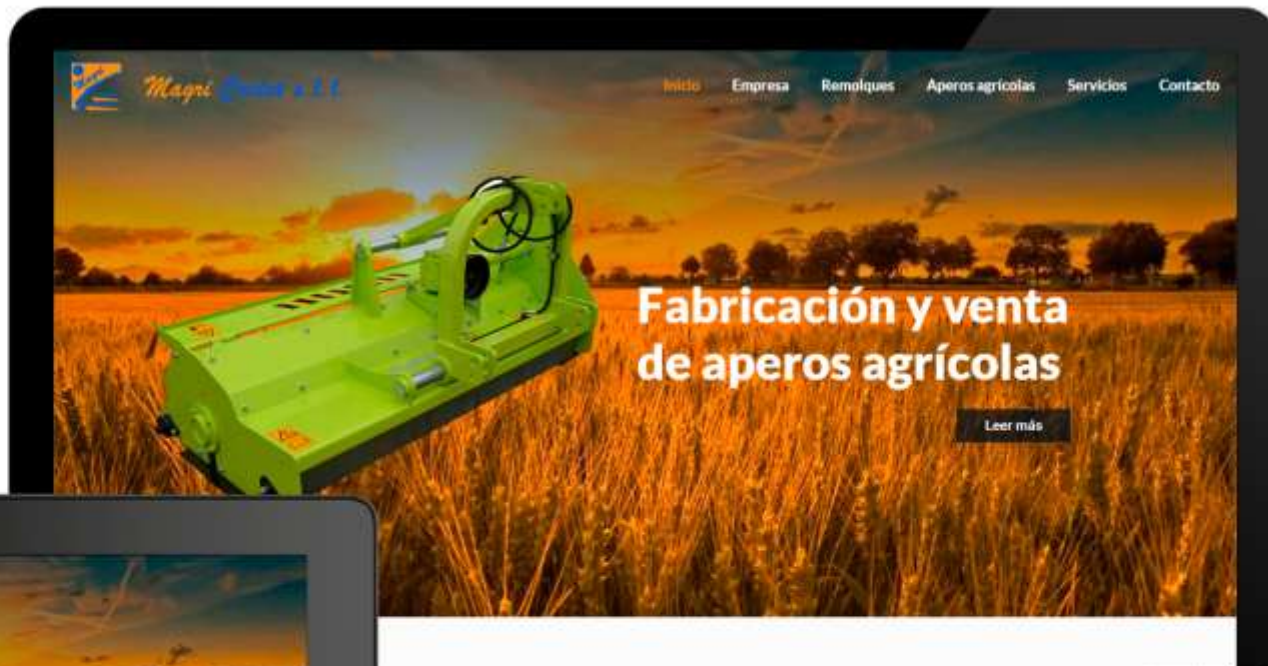 Magri
Inicio Empresa Remolques Aperos agrícolas Servicios Contacto
Fabricación y venta
de aperos agrícolas
Leer más